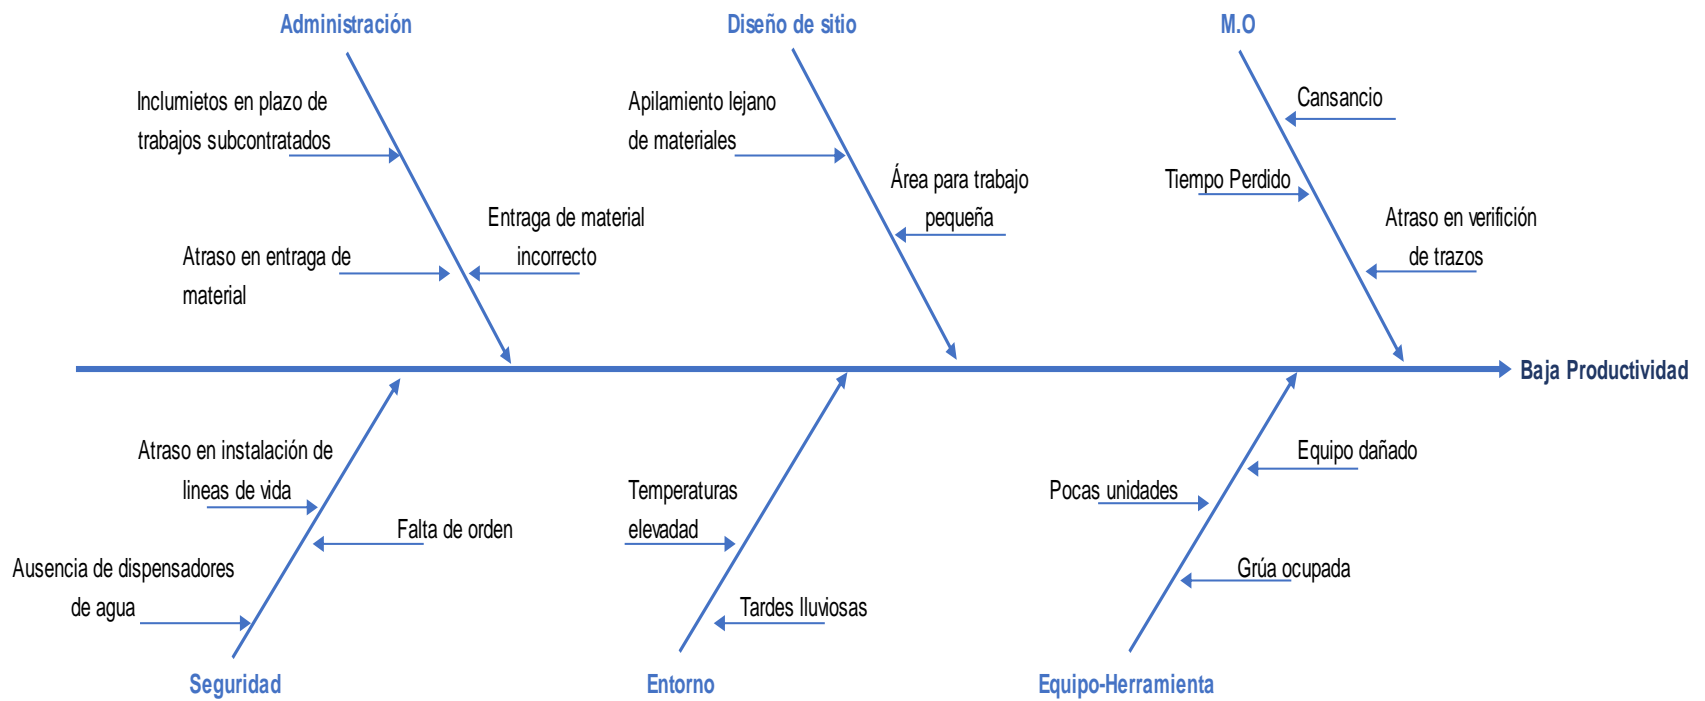 Administración
Diseño de sitio
M.O
Inclumietos en plazo de
trabajos subcontratados
Atraso en entraga de
material
Entraga de material
incorrecto
Apilamiento lejano
de materiales
Área para trabajo
pequeña
Cansancio
Tiempo Perdido
Atraso en verifición
de trazos
Baja Productividad
Atraso en instalación de
lineas de vida
Falta de orden
Ausencia de dispensadores
de agua
Temperaturas
elevadad
Tardes lluviosas
Equipo dañado
Pocas unidades
Grúa ocupada
Seguridad
Entorno
Equipo-Herramienta